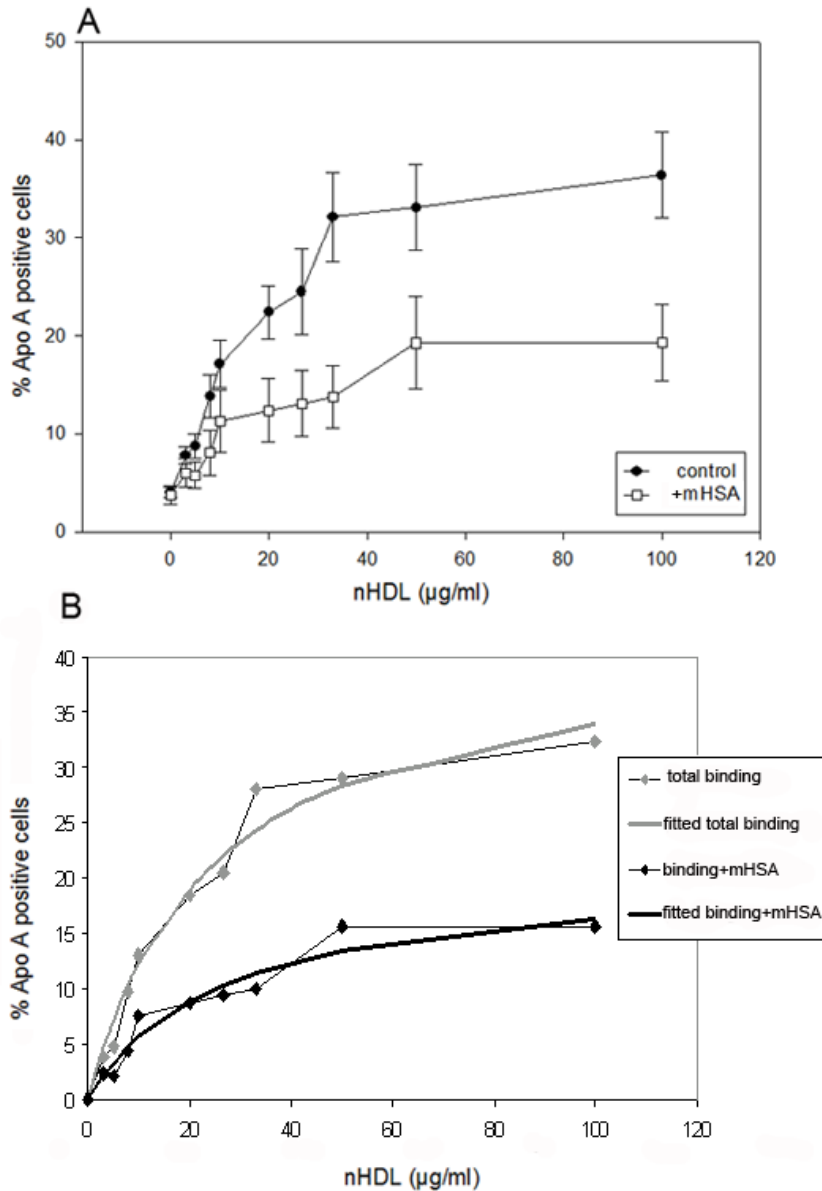 A
50
40
30
20
10
0
% Apo A positive cells
control
+mHSA
0 20 40 60 80 100 120
nHDL (µg/ml)
B
40
35
30
25
20
15
10
5
0
% Apo A positive cells
total binding
fitted total binding
binding+mHSA
fitted binding+mHSA
0 20 40 60 80 100 120
nHDL (µg/ml)